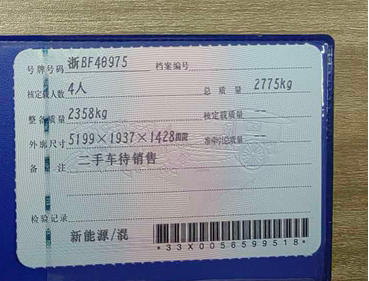 号牌号码 浙BF48975 档案编号
核定载人数 4人 总质量 2775kg
整备质量 2358kg 核定载质量 --
外廓尺寸 5199×1937×1428mm 准牵引总质量 --
备注 二手车待销售
检验记录
新能源/混
*33X0056599518*